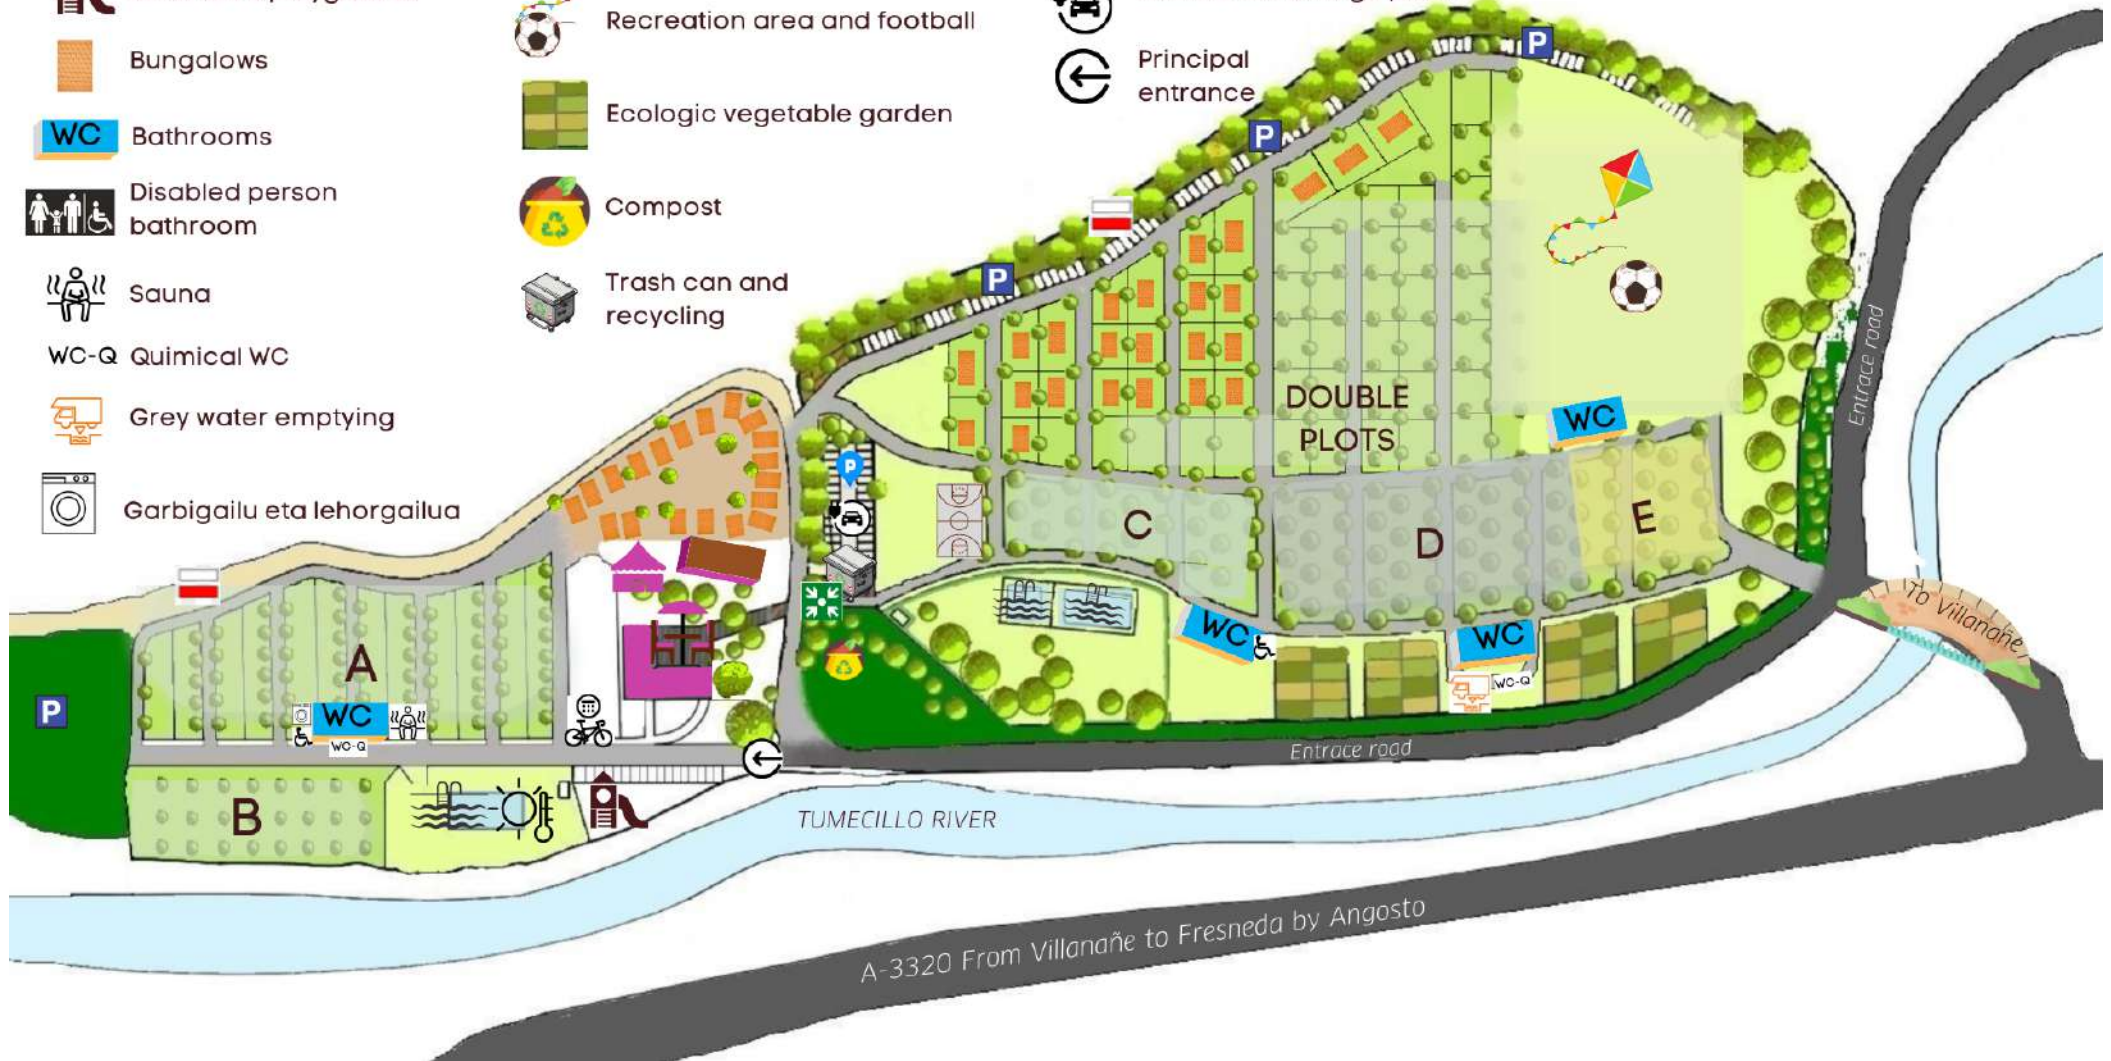 Bungalows
WC
Bathrooms
Disabled person
bathroom
Sauna
WC-Q Quimical WC
Grey water emptying
Garbigailu eta lehorgailua
Recreation area and football
Ecologic vegetable garden
Compost
Trash can and
recycling
Principal
entrance
P
P
P
P
P
DOUBLE
PLOTS
WC
A
B
C
D
E
WC
WC-Q
WC
WC
WC-Q
Entrace road
Entrace road
To Villanañe
TUMECILLO RIVER
A-3320 From Villanañe to Fresneda by Angosto